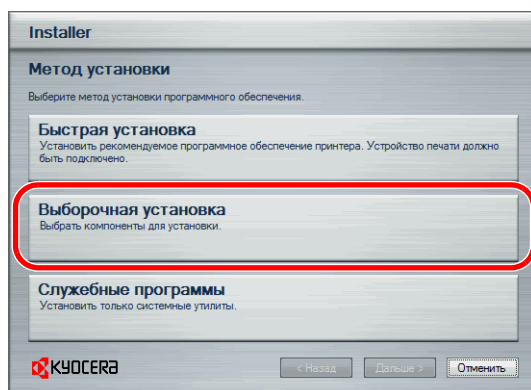 Installer
Метод установки
Выберите метод установки программного обеспечения.
Быстрая установка
Установить рекомендуемое программное обеспечение принтера. Устройство печати должно
быть подключено.
Выборочная установка
Выбрать компоненты для установки.
Служебные программы
Установить только системные утилиты.
KYOCERA
< Назад
Дальше >
Отменить